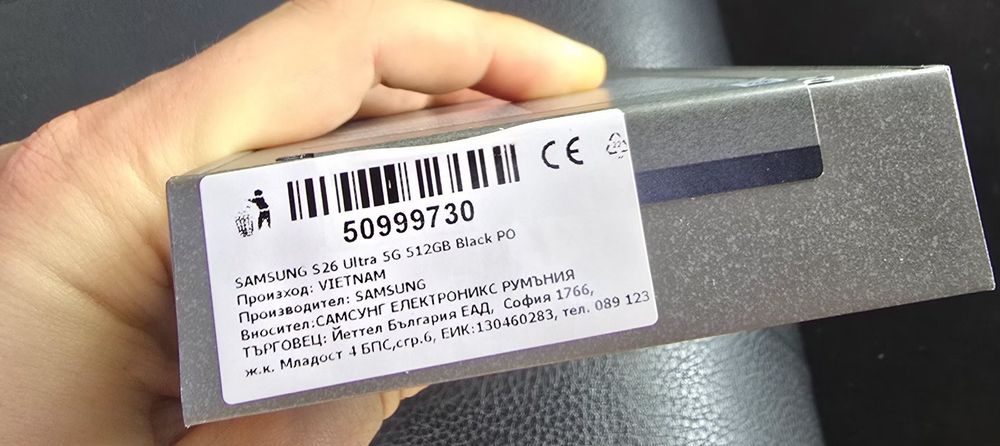 CE
50999730
SAMSUNG S26 Ultra 5G 512GB Black PO
Произход: VIETNAM
Производител: SAMSUNG
Вносител:САМСУНГ ЕЛЕКТРОНИКС РУМЪНИЯ
ТЪРГОВЕЦ: Йеттел България ЕАД, София 1766,
ж.к. Младост 4 БПС,сгр.6, ЕИК:130460283, тел. 089 123